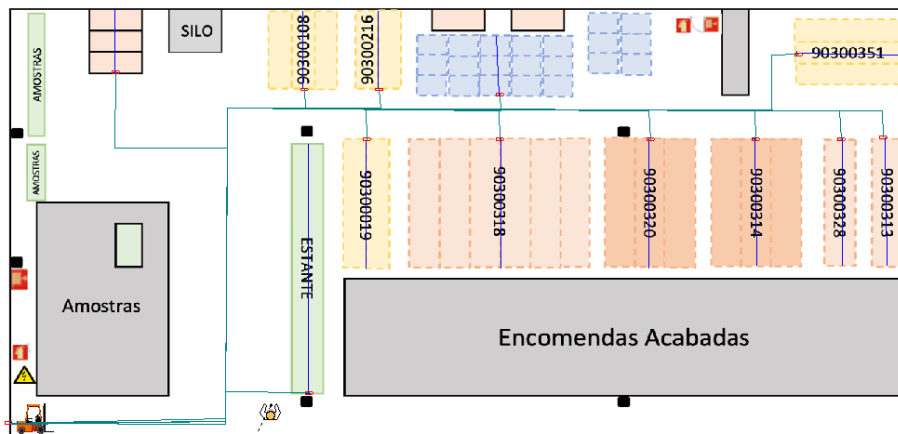 AMOSTRAS
SILO
90300108
90300216
90300351
AMOSTRAS
90300019
90300318
90300320
90300314
90300328
90300313
ESTANTE
Amostras
Encomendas Acabadas